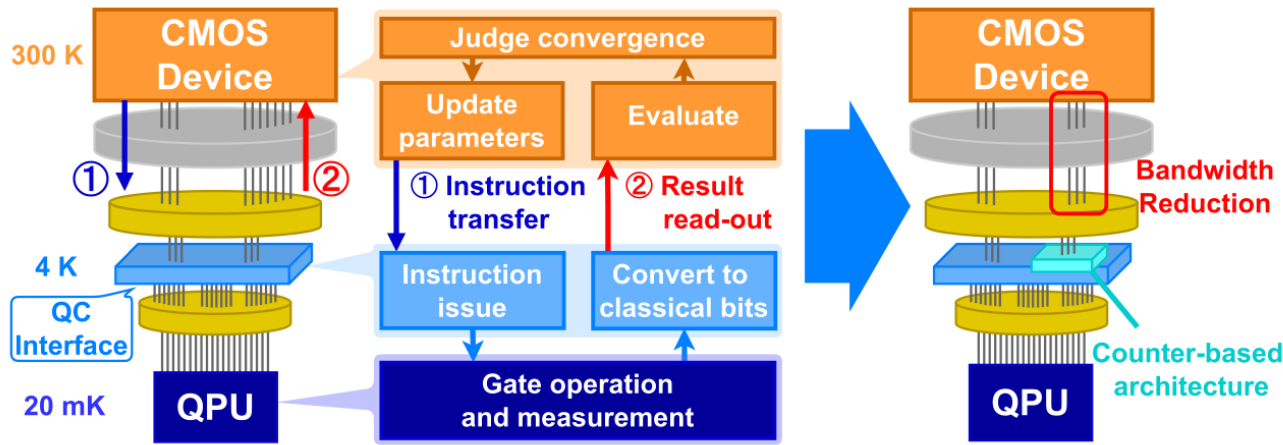 300 K
CMOS
Device
①
②
4 K
QC
Interface
20 mK
QPU
Judge convergence
Update
parameters
Evaluate
① Instruction
transfer
② Result
read-out
Instruction
issue
Convert to
classical bits
Gate operation
and measurement
CMOS
Device
Bandwidth
Reduction
Counter-based
architecture
QPU